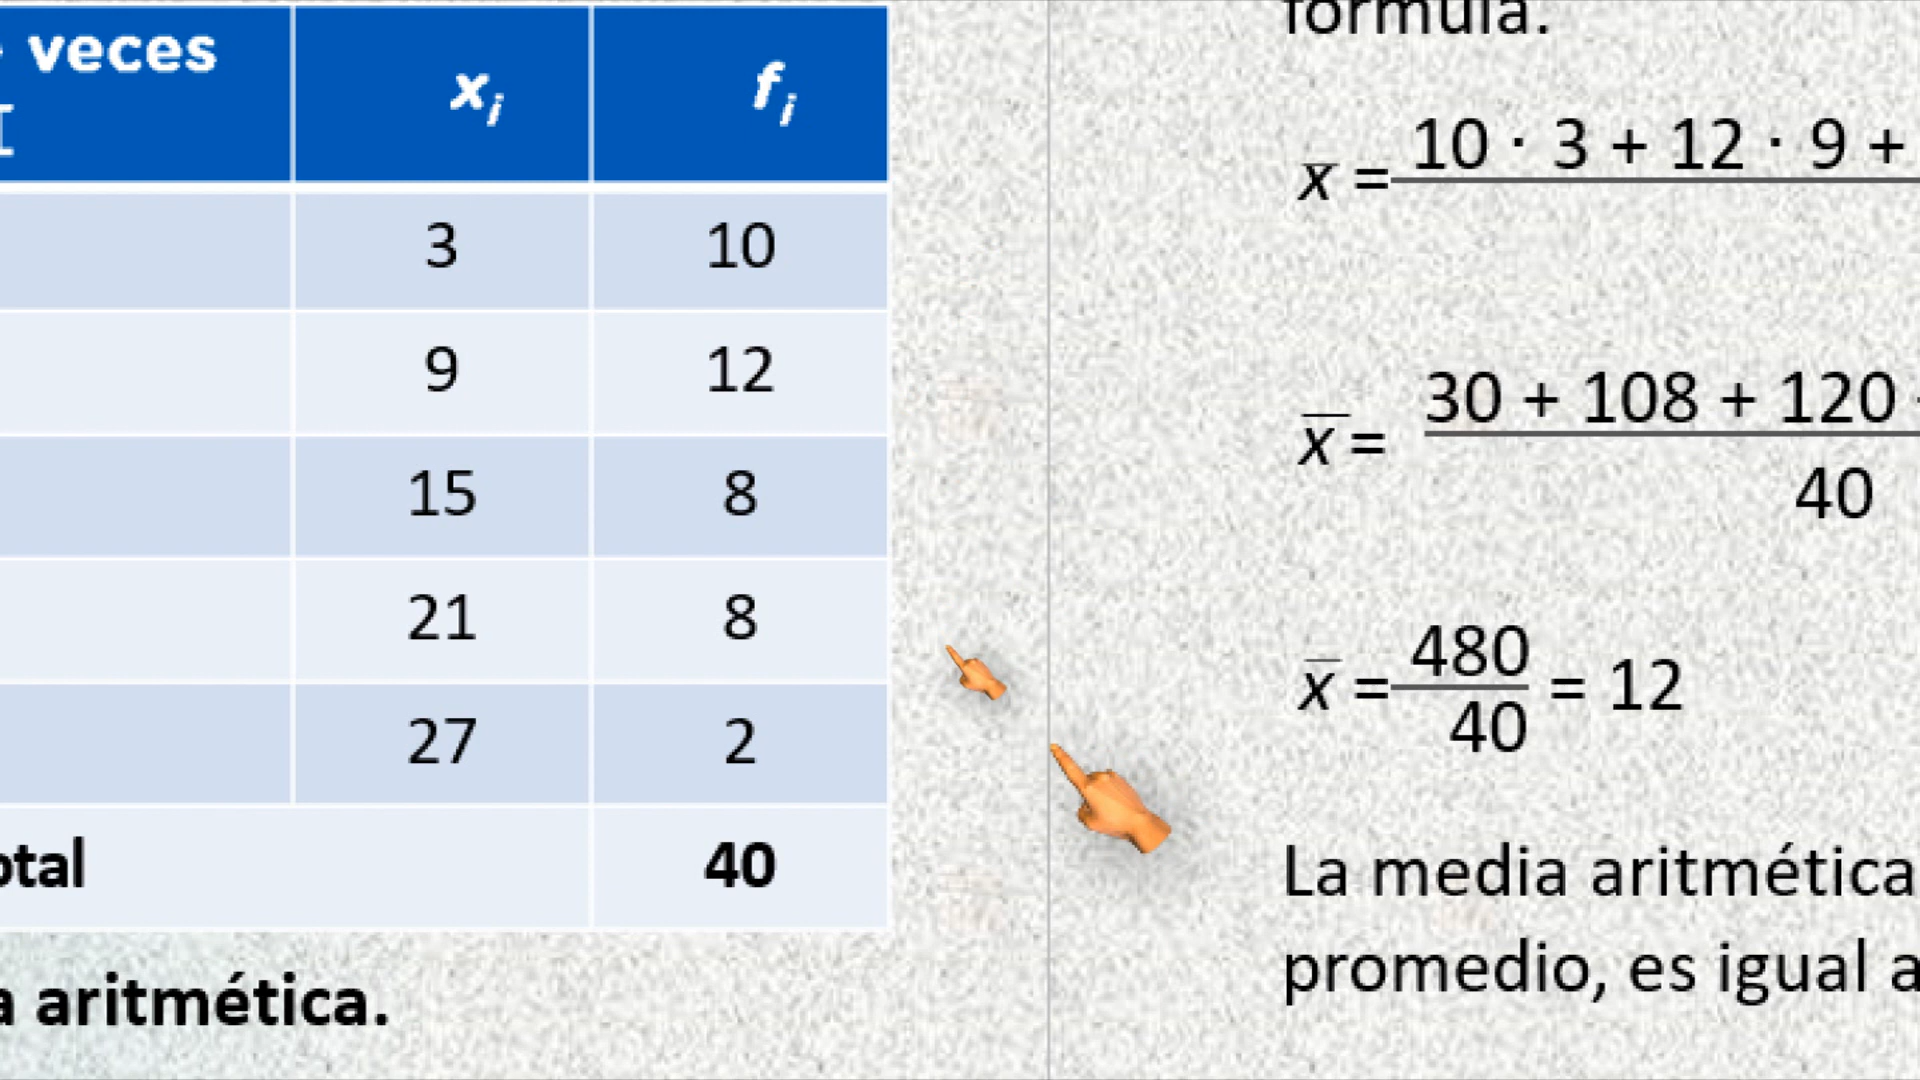 veces
xi fi
3 10
9 12
15 8
21 8
27 2
40
aritmética.
fórmula.
x̅ = 10 · 3 + 12 · 9 +
x̅ = 30 + 108 + 120
40
x̅ = 480 = 12
40
La media aritmética
promedio, es igual a